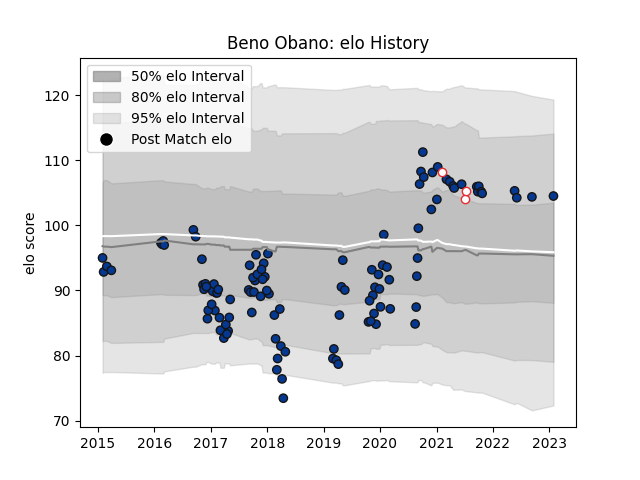 Beno Obano: elo History
50% elo Interval
80% elo Interval
95% elo Interval
Post Match elo
elo score
120
110
100
90
80
70
2015 2016 2017 2018 2019 2020 2021 2022 2023